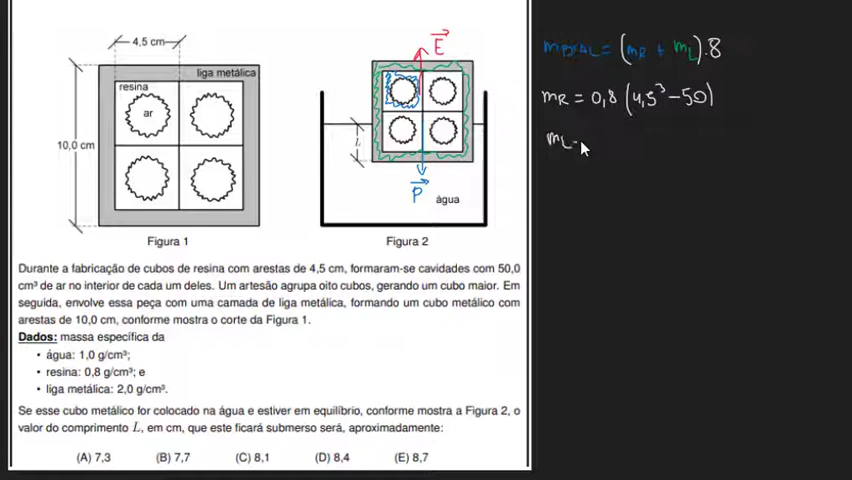 4,5 cm
liga metálica
resina
ar
10,0 cm
Figura 1
E
L
P
água
Figura 2
Durante a fabricação de cubos de resina com arestas de 4,5 cm, formaram-se cavidades com 50,0
cm³ de ar no interior de cada um deles. Um artesão agrupa oito cubos, gerando um cubo maior. Em
seguida, envolve essa peça com uma camada de liga metálica, formando um cubo metálico com
arestas de 10,0 cm, conforme mostra o corte da Figura 1.
Dados: massa específica da
• água: 1,0 g/cm³;
• resina: 0,8 g/cm³; e
• liga metálica: 2,0 g/cm³.
Se esse cubo metálico for colocado na água e estiver em equilíbrio, conforme mostra a Figura 2, o
valor do comprimento L, em cm, que este ficará submerso será, aproximadamente:
(A) 7,3 (B) 7,7 (C) 8,1 (D) 8,4 (E) 8,7
= (mR + mL).8
mR = 0,8 (4,5³ - 50)
mL